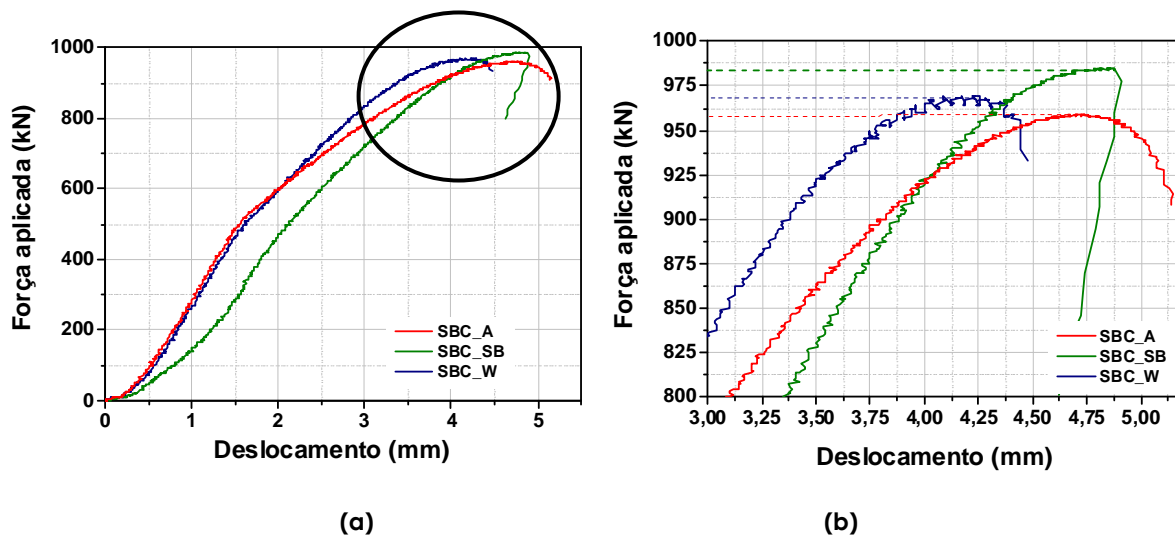 1000
800
600
400
200
0
Força aplicada (kN)
SBC_A
SBC_SB
SBC_W
0 1 2 3 4 5
Deslocamento (mm)
(a)
1000
975
950
925
900
875
850
825
800
Força aplicada (kN)
SBC_A
SBC_SB
SBC_W
3,00 3,25 3,50 3,75 4,00 4,25 4,50 4,75 5,00
Deslocamento (mm)
(b)